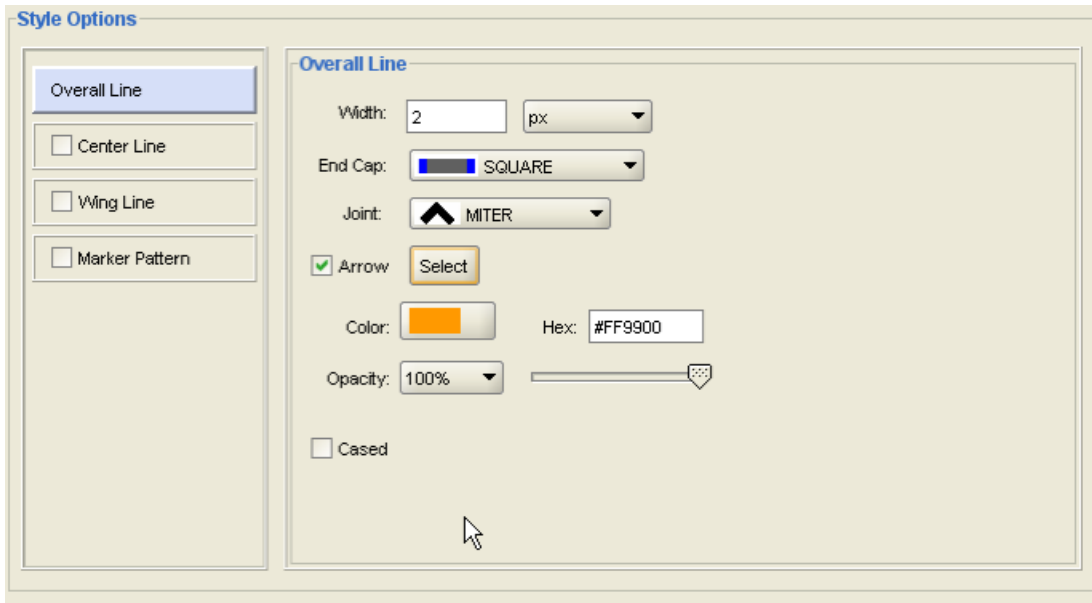 Style Options
Overall Line
Center Line
Wing Line
Marker Pattern
Overall Line
Width: 2 px
End Cap: SQUARE
Joint: MITER
Arrow Select
Color: Hex: #FF9900
Opacity: 100%
Cased